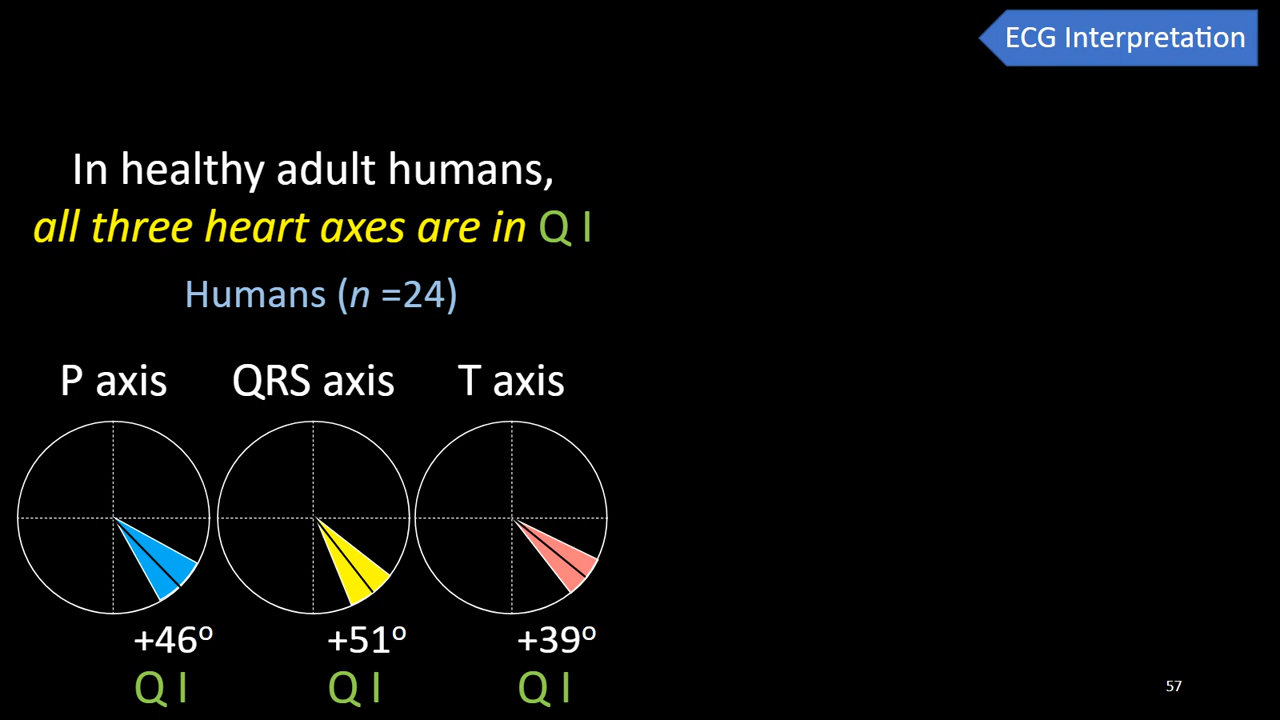 ECG Interpretation
In healthy adult humans,
all three heart axes are in Q I
Humans (n =24)
P axis QRS axis T axis
+46º +51º +39º
Q I Q I Q I
57